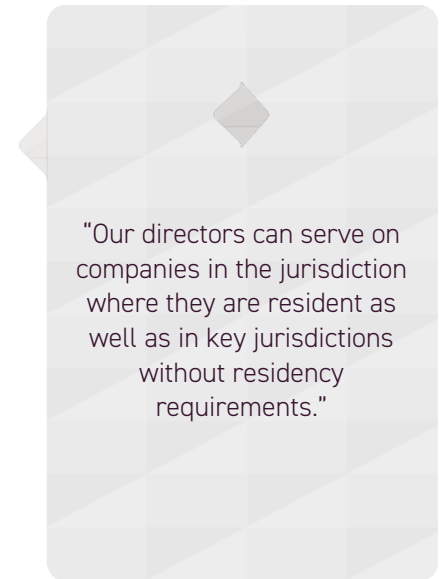 “Our directors can serve on
companies in the jurisdiction
where they are resident as
well as in key jurisdictions
without residency
requirements.”